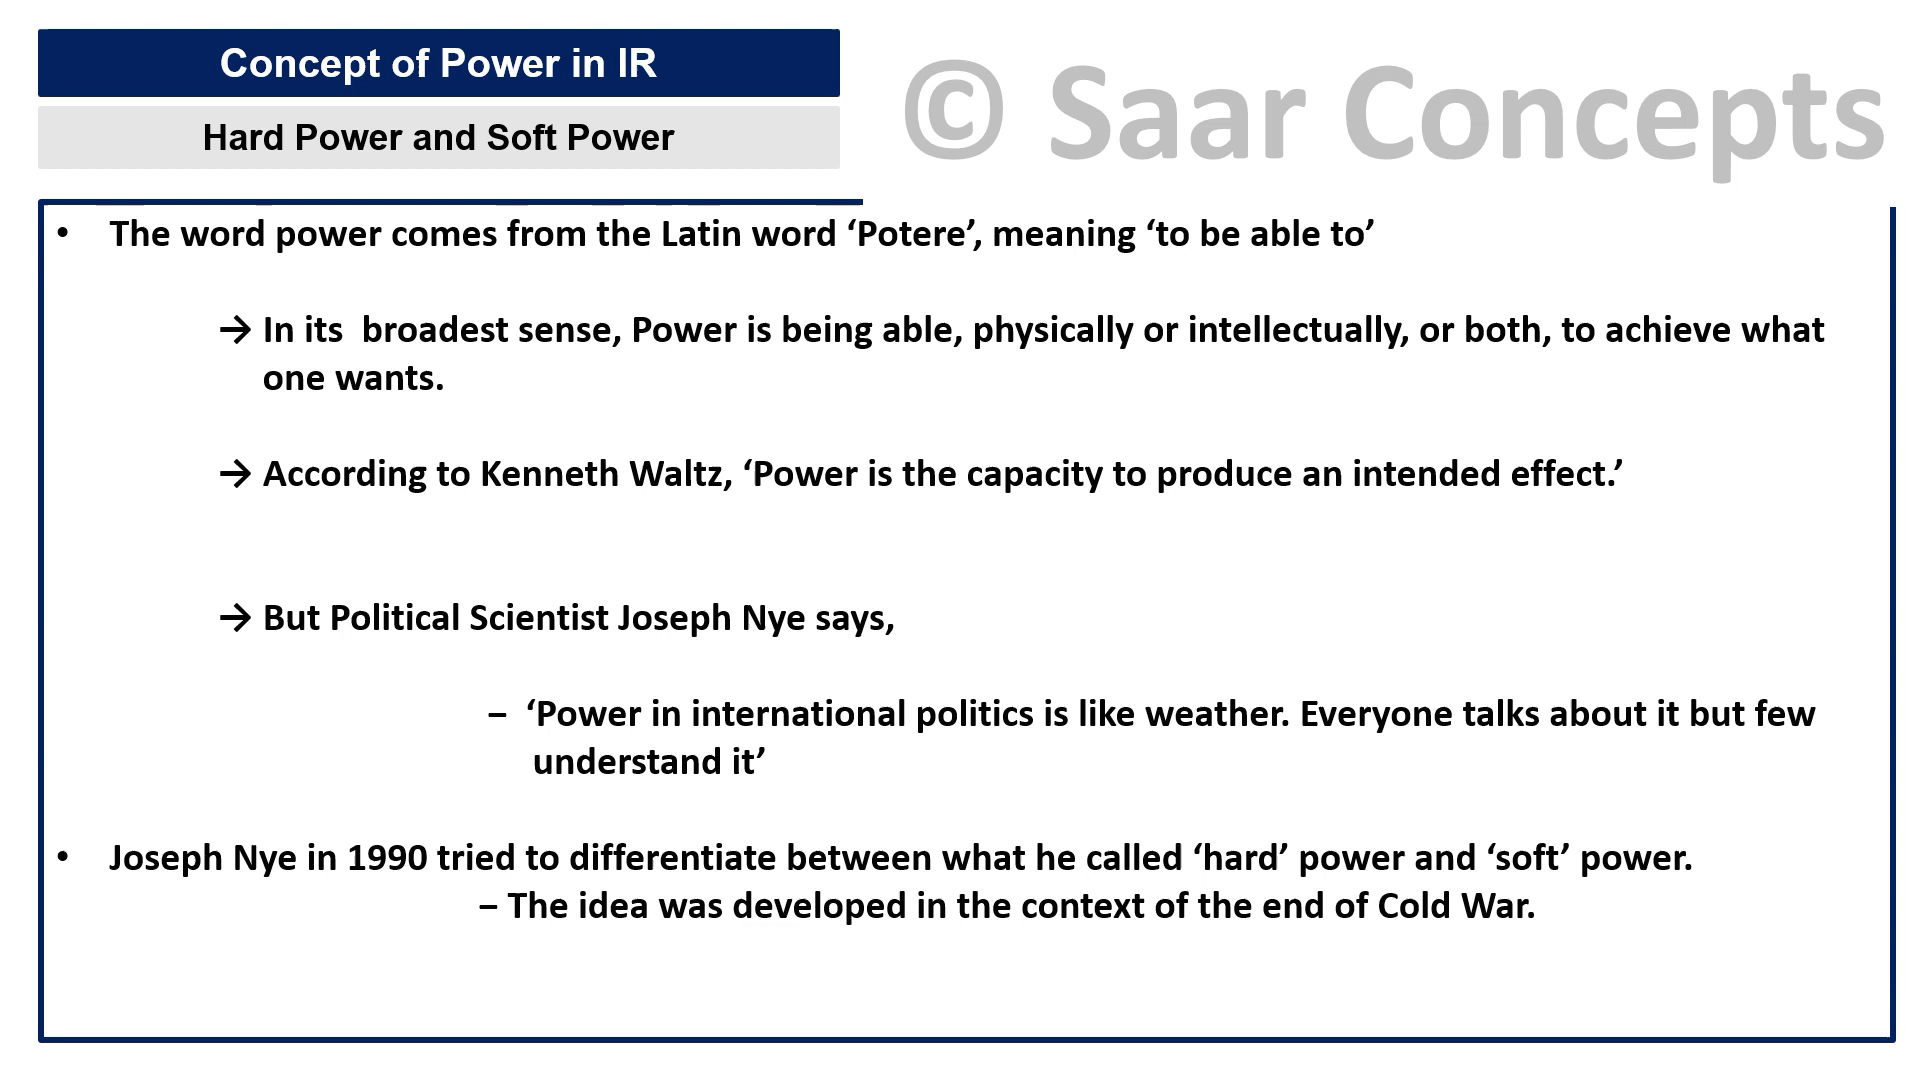 Concept of Power in IR
Hard Power and Soft Power
© Saar Concepts
• The word power comes from the Latin word ‘Potere’, meaning ‘to be able to’
→ In its  broadest sense, Power is being able, physically or intellectually, or both, to achieve what
one wants.
→ According to Kenneth Waltz, ‘Power is the capacity to produce an intended effect.’
→ But Political Scientist Joseph Nye says,
– ‘Power in international politics is like weather. Everyone talks about it but few
understand it’
• Joseph Nye in 1990 tried to differentiate between what he called ‘hard’ power and ‘soft’ power.
– The idea was developed in the context of the end of Cold War.